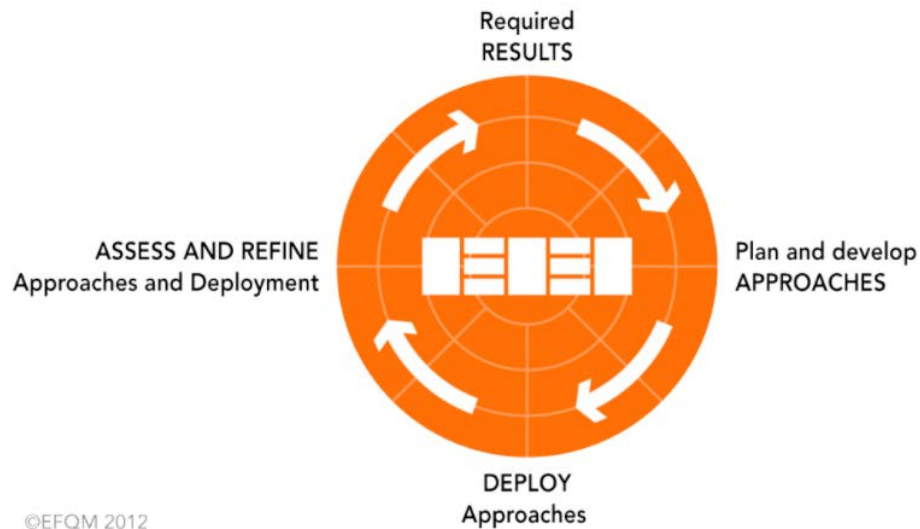 Required
RESULTS
ASSESS AND REFINE
Approaches and Deployment
Plan and develop
APPROACHES
DEPLOY
Approaches
©EFQM 2012